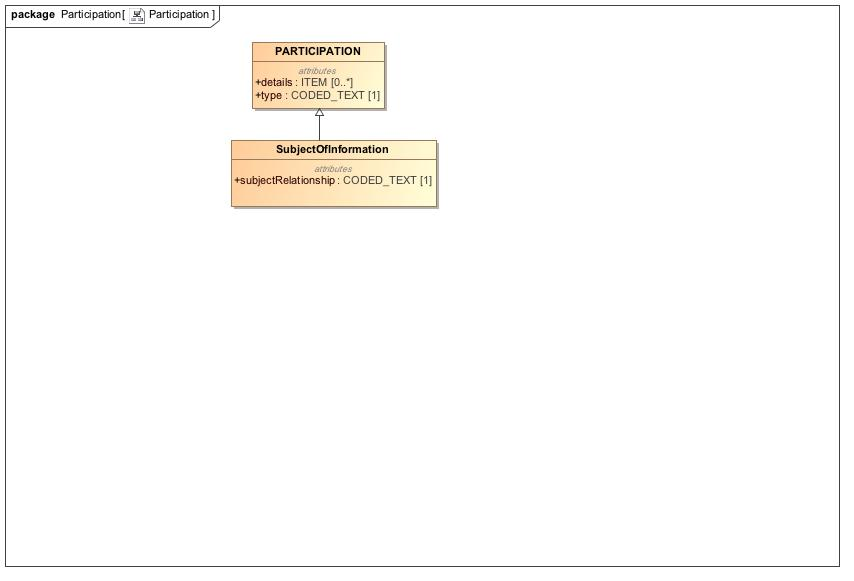 package Participation[ Participation ]
PARTICIPATION
attributes
+details : ITEM [0..*]
+type : CODED_TEXT [1]
SubjectOfInformation
attributes
+subjectRelationship : CODED_TEXT [1]